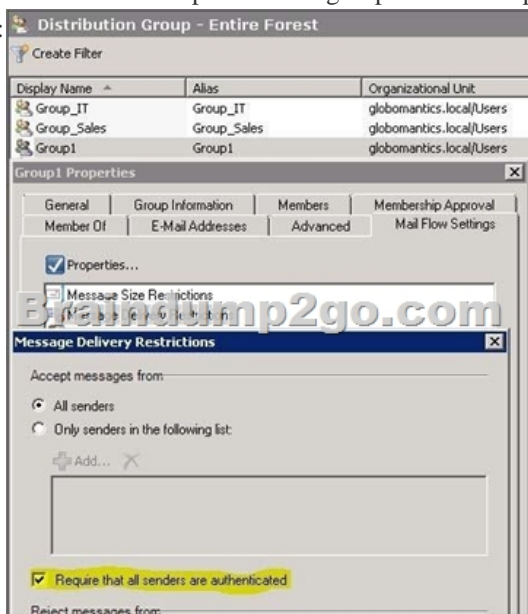 Distribution Group - Entire Forest
Create Filter
Display Name Alias Organizational Unit
Group_IT Group_IT globomantics.local/Users
Group_Sales Group_Sales globomantics.local/Users
Group1 Group1 globomantics.local/Users
Group1 Properties
General Group Information Members Membership Approval
Member Of E-Mail Addresses Advanced Mail Flow Settings
Properties...
Message Size Restrictions
Message Delivery Restrictions
Braindump2go.com
Message Delivery Restrictions
Accept messages from
All senders
Only senders in the following list:
Add...
Require that all senders are authenticated
Reject messages from